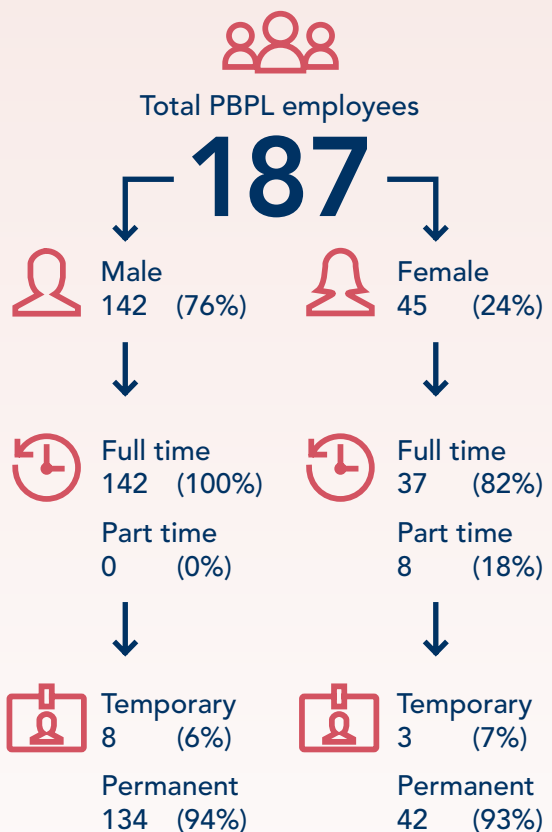 Total PBPL employees
187
Male
142 (76%)
Female
45 (24%)
Full time
142 (100%)
Part time
0 (0%)
Full time
37 (82%)
Part time
8 (18%)
Temporary
8 (6%)
Permanent
134 (94%)
Temporary
3 (7%)
Permanent
42 (93%)